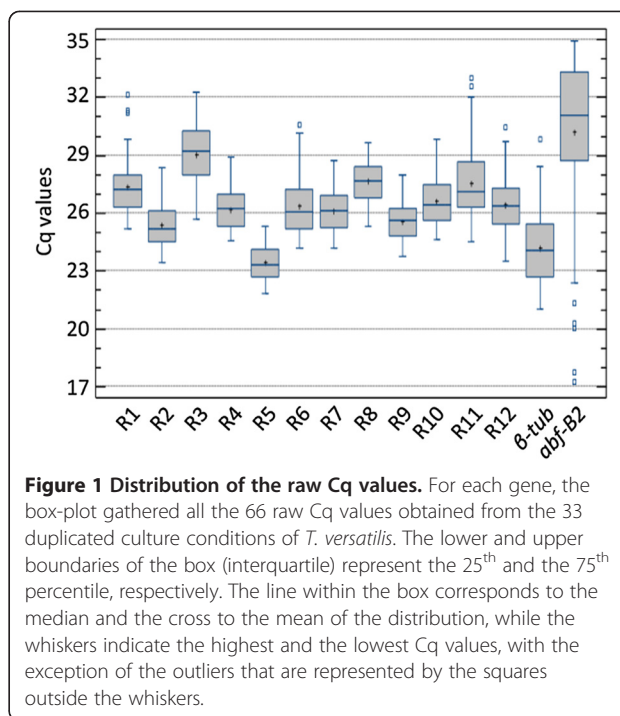 35
32
29
26
23
20
17
Cq values
R1 R2 R3 R4 R5 R6 R7 R8 R9 R10 R11 R12 β-tub abf-B2
Figure 1 Distribution of the raw Cq values. For each gene, the
box-plot gathered all the 66 raw Cq values obtained from the 33
duplicated culture conditions of T. versatilis. The lower and upper
boundaries of the box (interquartile) represent the 25th and the 75th
percentile, respectively. The line within the box corresponds to the
median and the cross to the mean of the distribution, while the
whiskers indicate the highest and the lowest Cq values, with the
exception of the outliers that are represented by the squares
outside the whiskers.